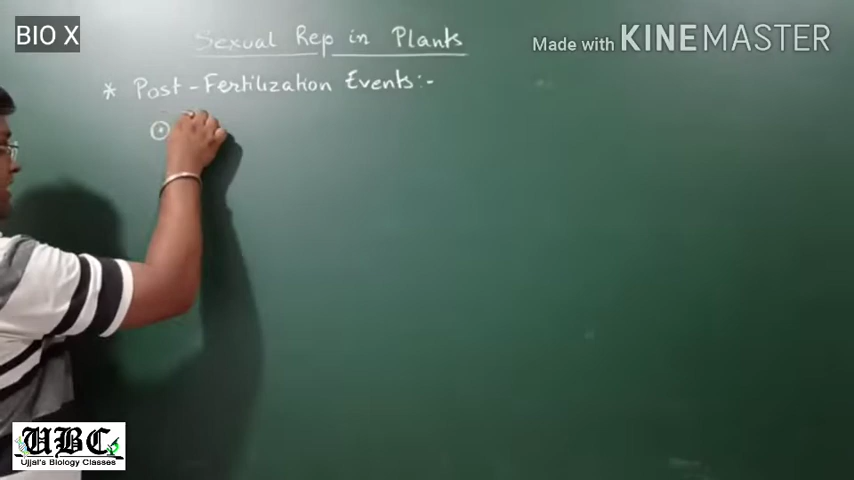 BIO X
Sexual Rep in Plants
Made with KINEMASTER
* Post-Fertilization Events:-
UBC
Ujjal's Biology Classes